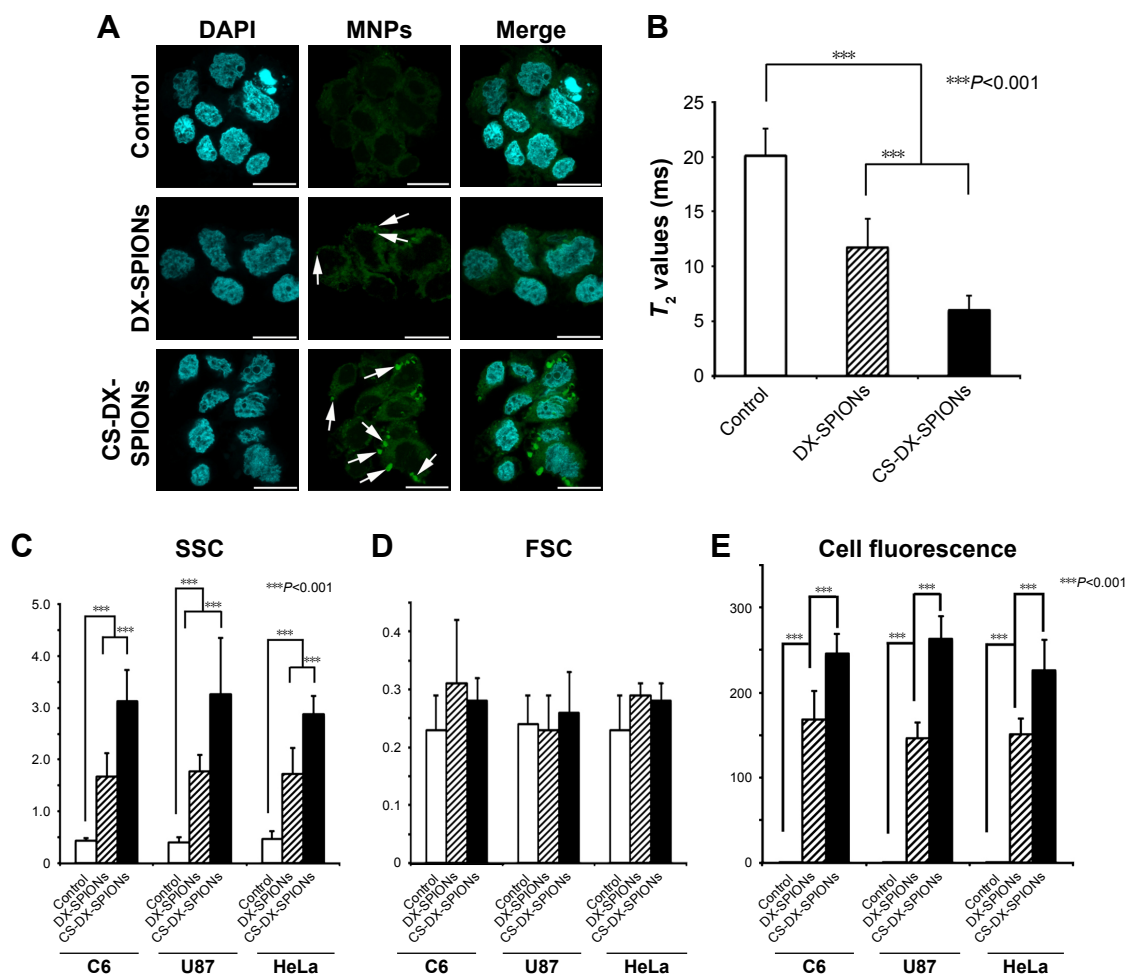 A
DAPI
MNPs
Merge
Control
DX-SPIONs
CS-DX-
SPIONs
B
***
***P<0.001
***
25
20
15
10
5
0
T2 values (ms)
Control
DX-SPIONs
CS-DX-SPIONs
C
SSC
***P<0.001
***
***
***
***
***
***
5.0
4.0
3.0
2.0
1.0
0
Control
DX-SPIONs
CS-DX-SPIONs
Control
DX-SPIONs
CS-DX-SPIONs
Control
DX-SPIONs
CS-DX-SPIONs
C6
U87
HeLa
D
FSC
0.4
0.3
0.2
0.1
0
Control
DX-SPIONs
CS-DX-SPIONs
Control
DX-SPIONs
CS-DX-SPIONs
Control
DX-SPIONs
CS-DX-SPIONs
C6
U87
HeLa
E
Cell fluorescence
***P<0.001
***
***
***
***
***
***
300
200
100
0
Control
DX-SPIONs
CS-DX-SPIONs
Control
DX-SPIONs
CS-DX-SPIONs
Control
DX-SPIONs
CS-DX-SPIONs
C6
U87
HeLa